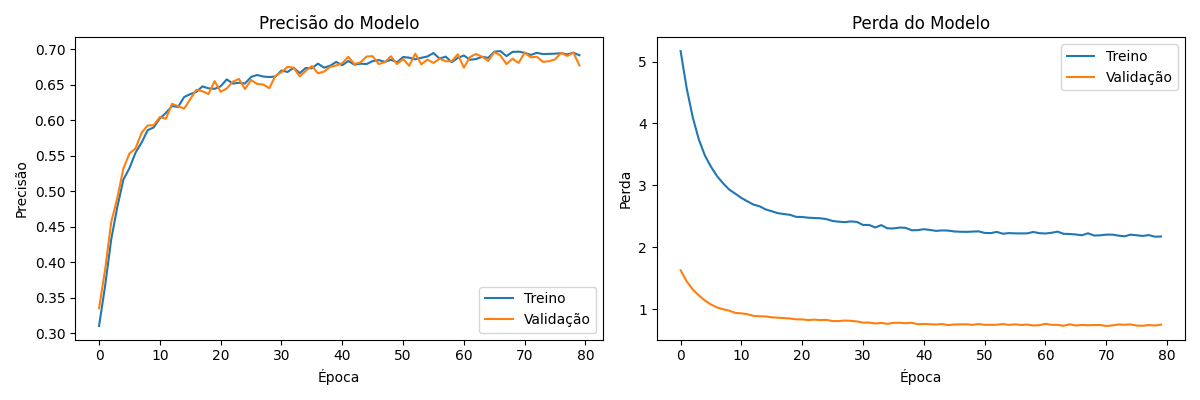 Precisão do Modelo
Precisão
0.70
0.65
0.60
0.55
0.50
0.45
0.40
0.35
0.30
Treino
Validação
0 10 20 30 40 50 60 70 80
Época
Perda do Modelo
Perda
5
4
3
2
1
Treino
Validação
0 10 20 30 40 50 60 70 80
Época